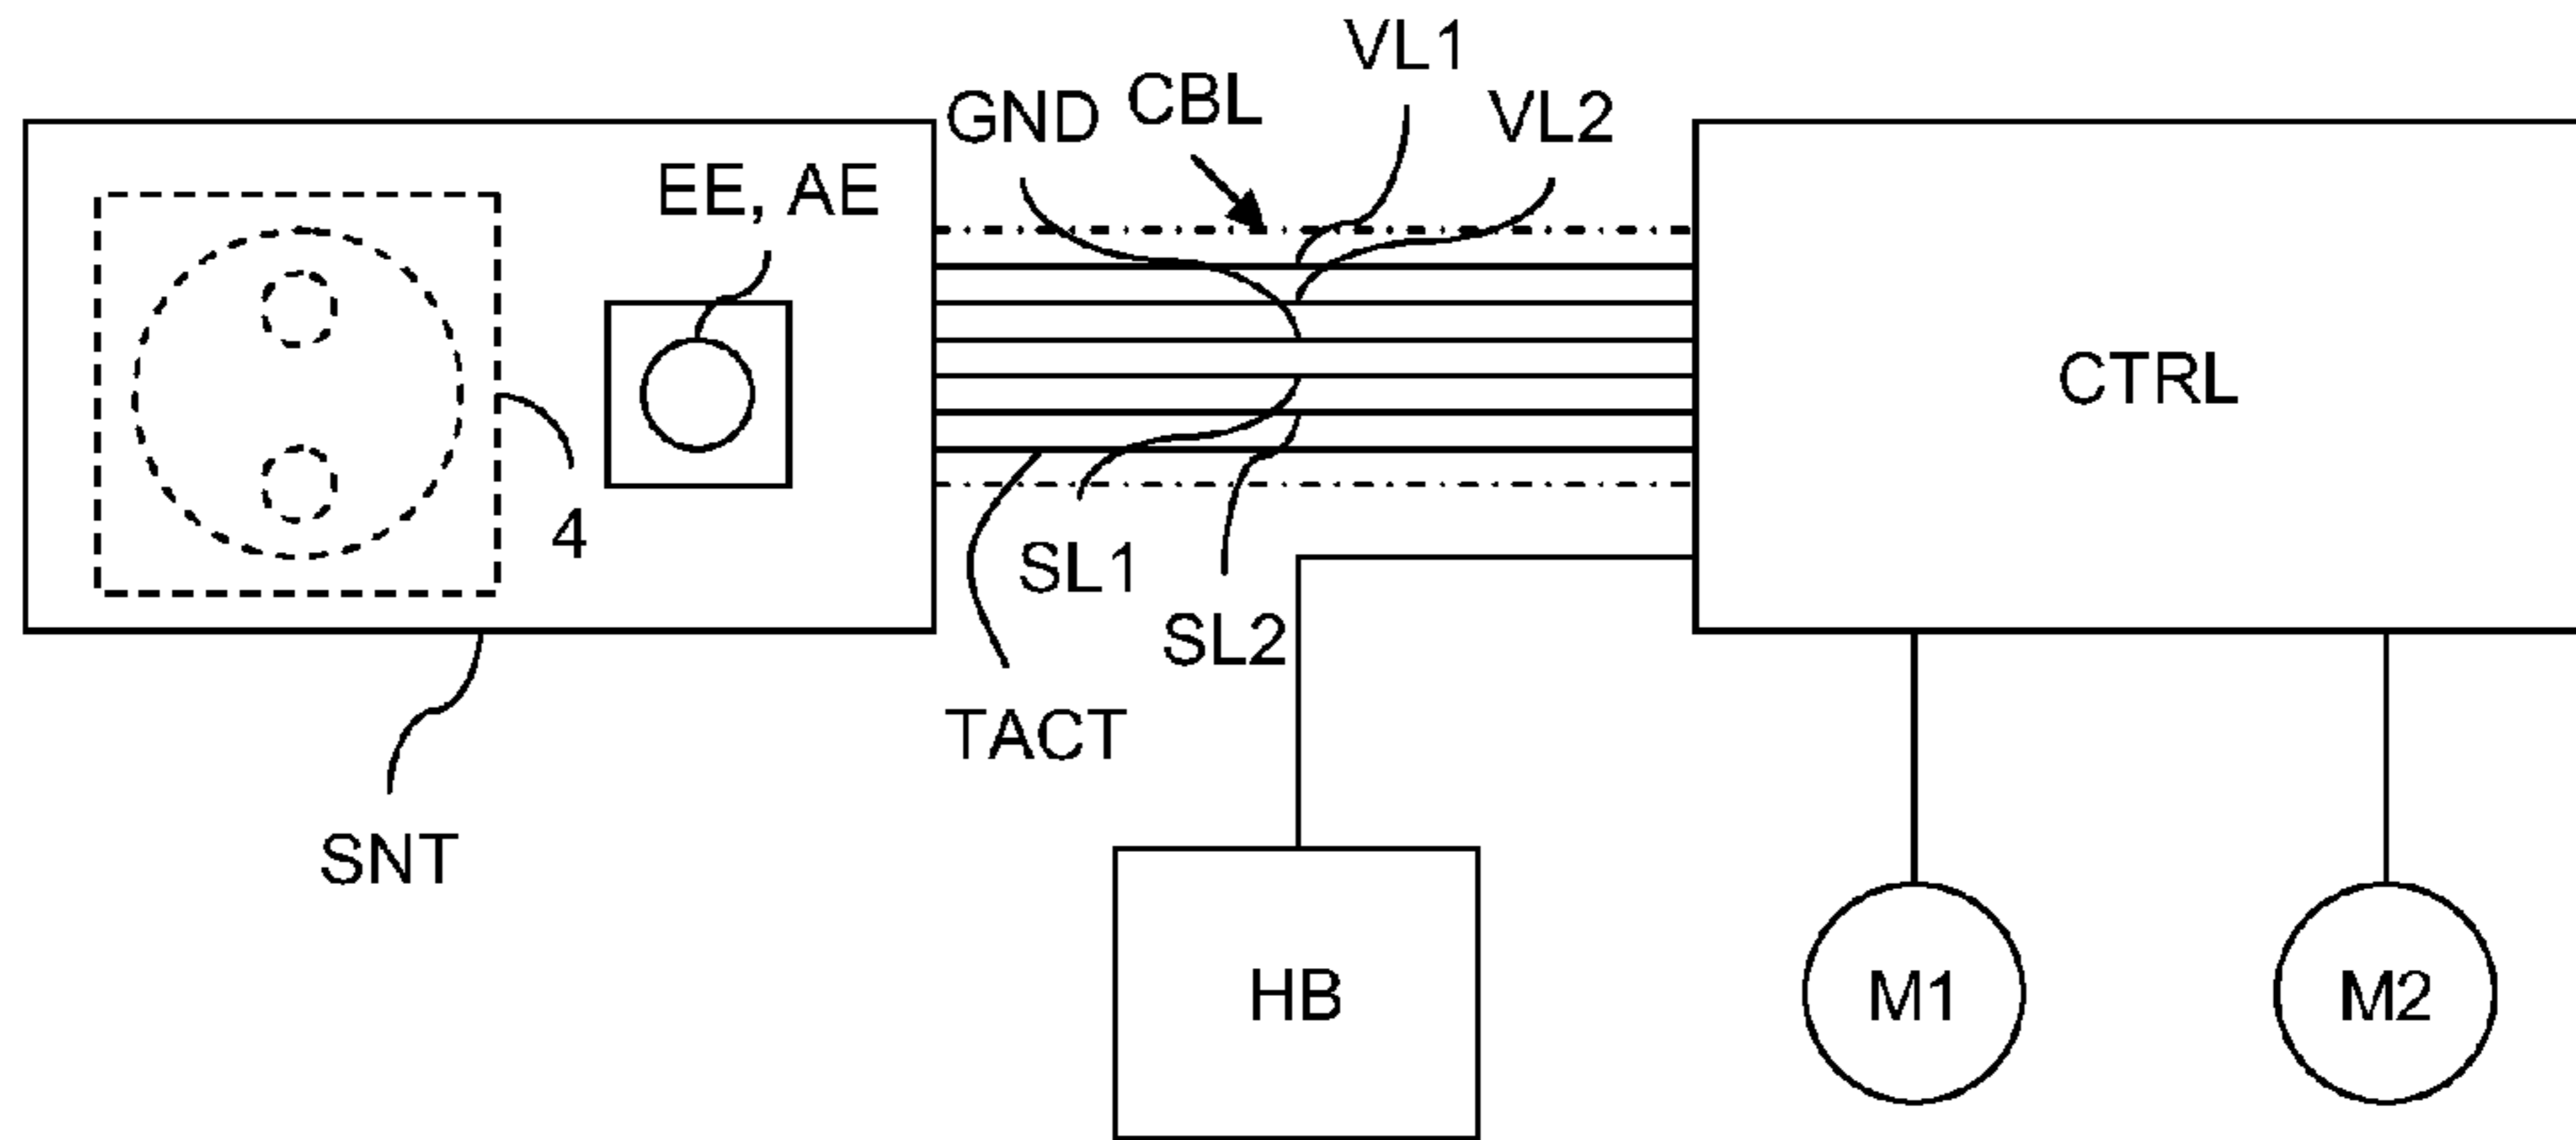 VL1
CBL
GND
VL2
EE, AE
CTRL
4
SL1
SL2
TACT
SNT
HB
M1
M2